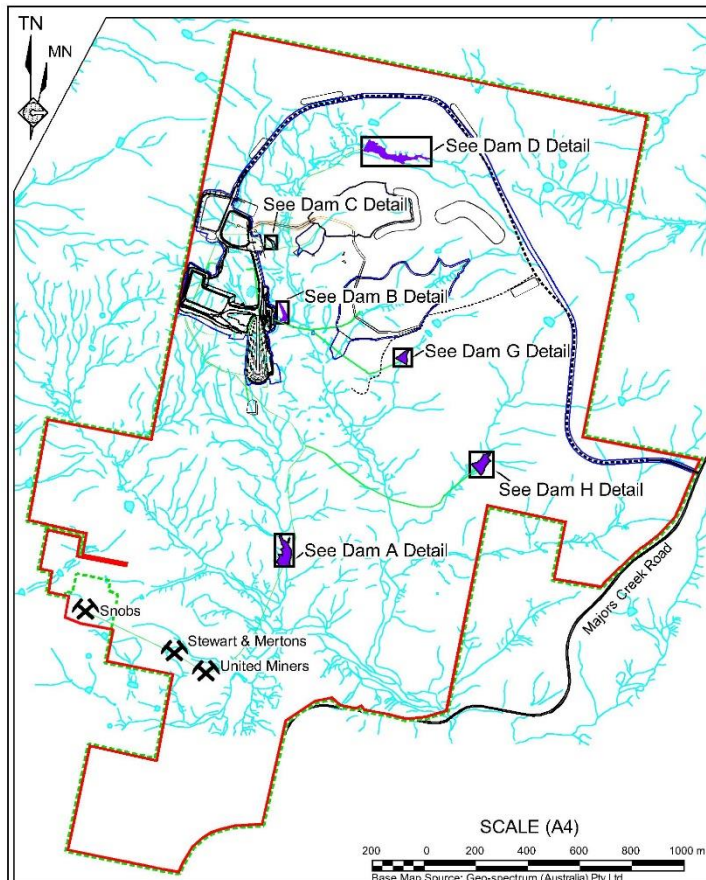 TN
MN
See Dam D Detail
See Dam C Detail
See Dam B Detail
See Dam G Detail
See Dam H Detail
See Dam A Detail
Majors Creek Road
Snobs
Stewart & Mertons
United Miners
SCALE (A4)
200 0 200 400 600 800 1000 m
Base Map Source: Geo-spectrum (Australia) Pty Ltd